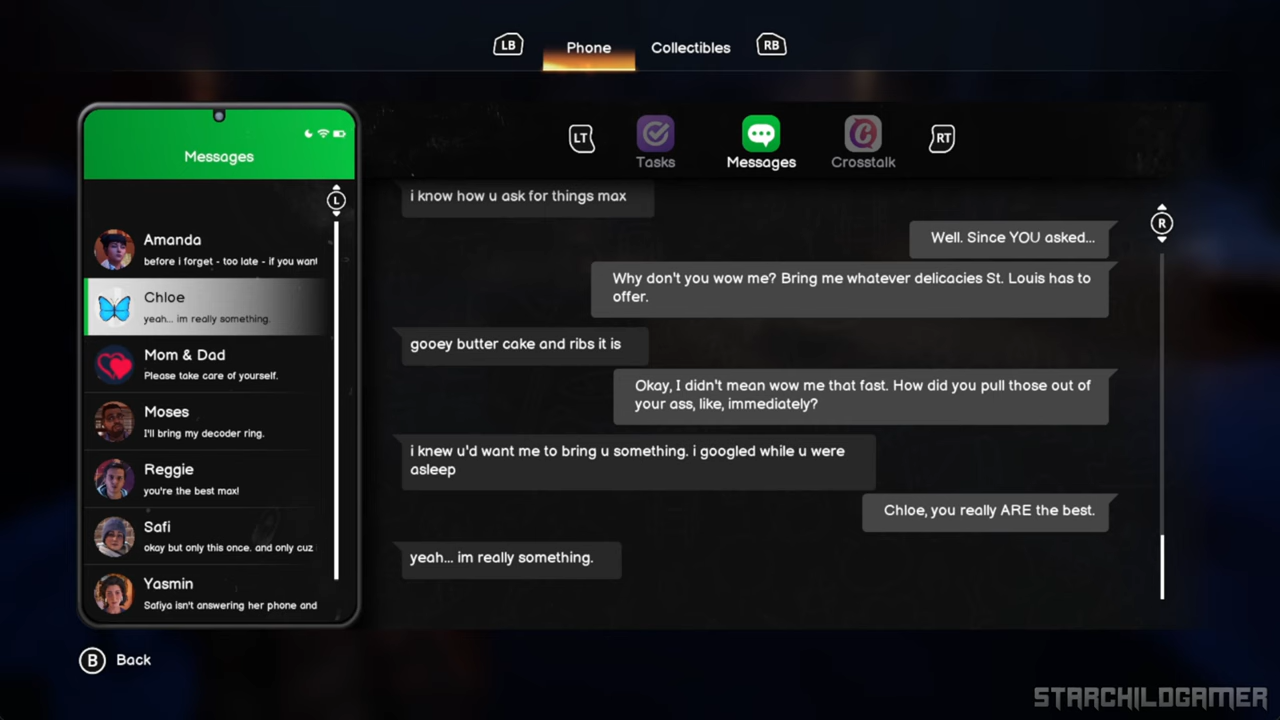 LB
Phone
Collectibles
RB
Messages
L
Amanda
before i forget - too late - if you want
Chloe
yeah... im really something.
Mom & Dad
Please take care of yourself.
Moses
I'll bring my decoder ring.
Reggie
you're the best max!
Safi
okay but only this once. and only cuz
Yasmin
Safiya isn't answering her phone and
LT
Tasks
Messages
Crosstalk
RT
R
i know how u ask for things max
Well. Since YOU asked...
Why don't you wow me? Bring me whatever delicacies St. Louis has to
offer.
gooey butter cake and ribs it is
Okay, I didn't mean wow me that fast. How did you pull those out of
your ass, like, immediately?
i knew u'd want me to bring u something. i googled while u were
asleep
Chloe, you really ARE the best.
yeah... im really something.
B
Back
STARCHILDGAMER